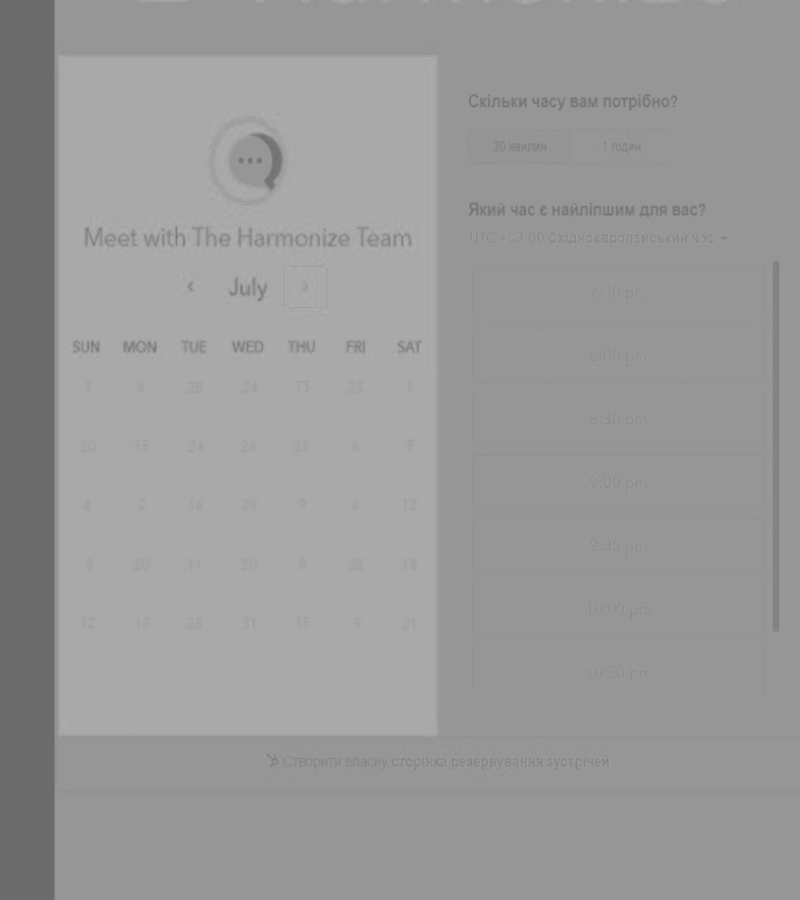 Meet with The Harmonize Team
‹ July ›
SUN MON TUE WED THU FRI SAT
7 6 28 24 13 26 7
20 15 24 26 25 6 9
4 2 14 29 9 6 12
3 20 11 20 8 26 18
12 17 25 31 15 3 21
Скільки часу вам потрібно?
30 хвилин 1 годин
Який час є найліпшим для вас?
UTC +03:00 Східноєвропейський час
7:30 pm
8:00 pm
8:30 pm
9:00 pm
9:30 pm
10:00 pm
10:30 pm
Створити власну сторінка резервування зустрічей